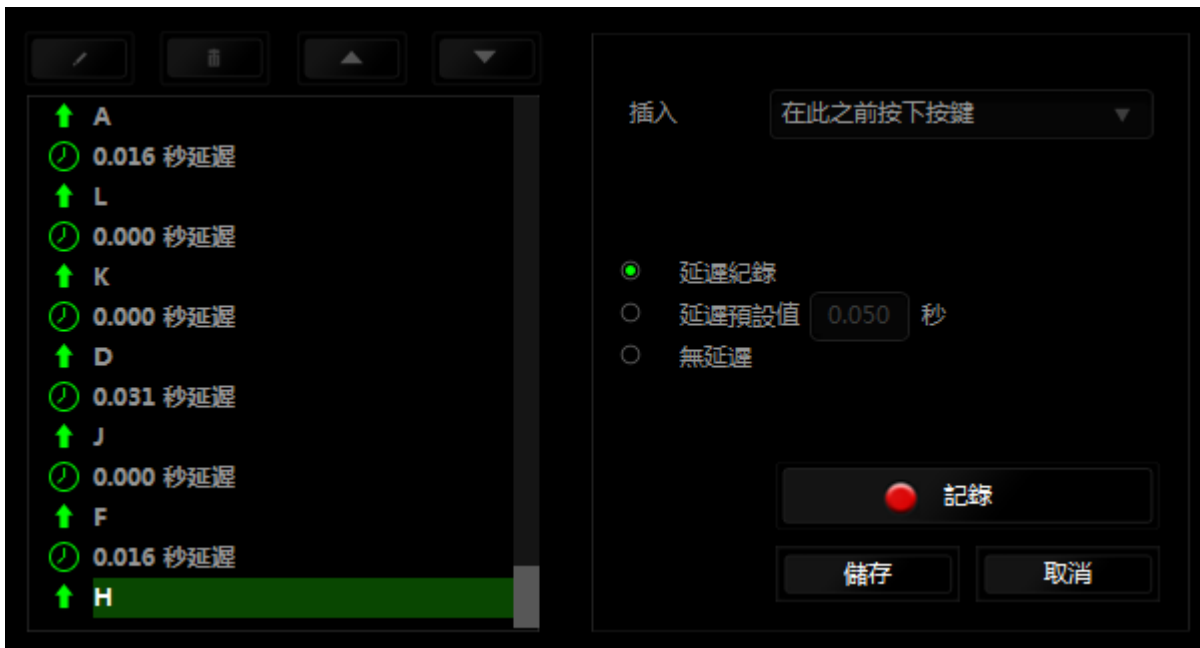 A
0.016 秒延遲
L
0.000 秒延遲
K
0.000 秒延遲
D
0.031 秒延遲
J
0.000 秒延遲
F
0.016 秒延遲
H
插入 在此之前按下按鍵
延遲紀錄
延遲預設值 0.050 秒
無延遲
記錄
儲存 取消